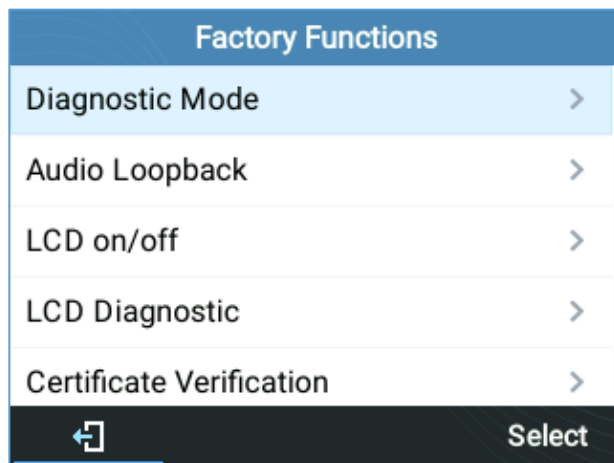 Factory Functions
Diagnostic Mode
Audio Loopback
LCD on/off
LCD Diagnostic
Certificate Verification
Select